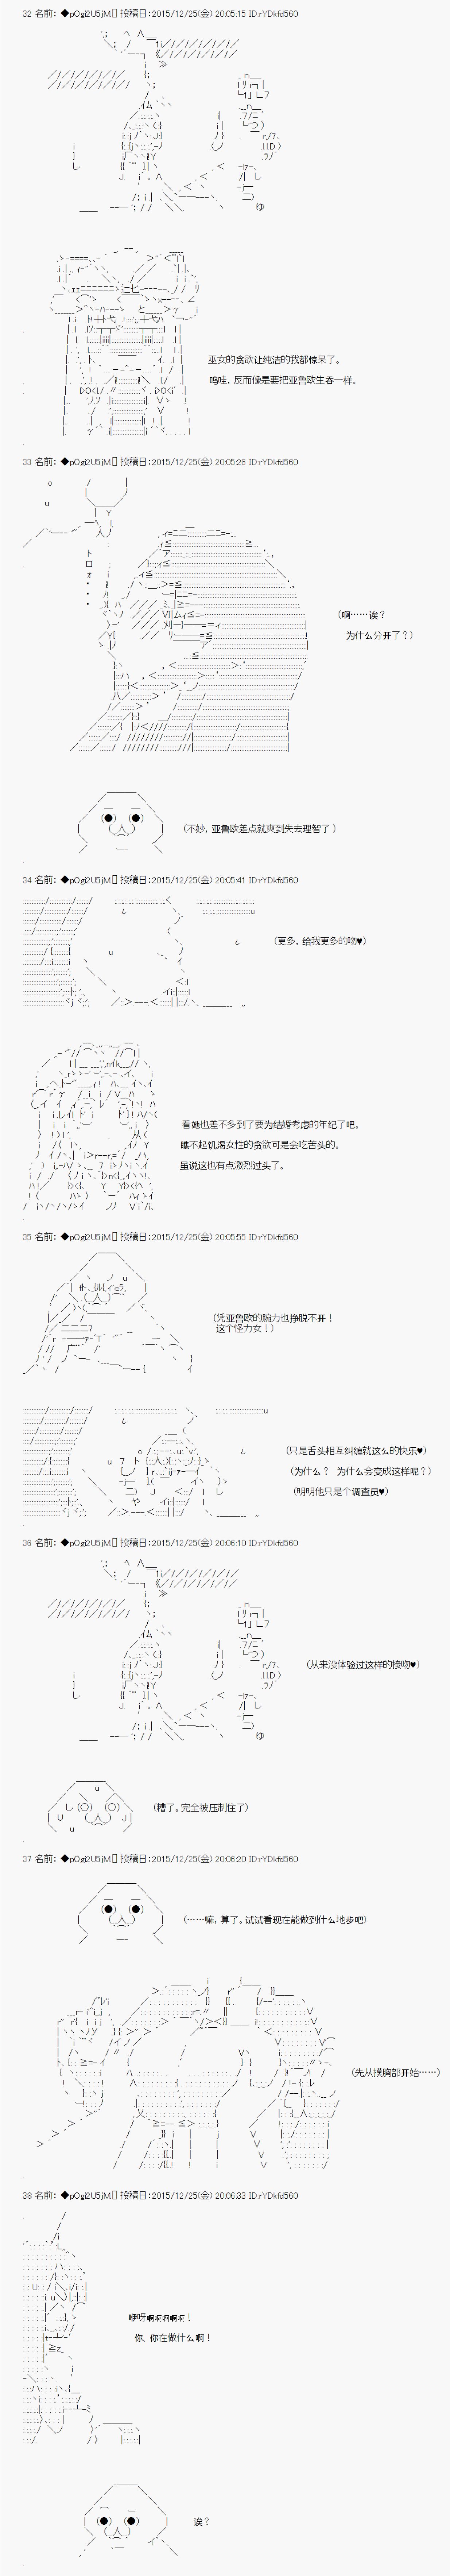 32 名前: ◆pOgi2U5jM 投稿日:2015/12/25(金) 20:05:15 ID:rYDkfd560
巫女的贪欲让纯洁的我都惊呆了。
呜哇，反而像是要把亚鲁欧生吞一样。
33 名前: ◆pOgi2U5jM 投稿日:2015/12/25(金) 20:05:26 ID:rYDkfd560
(啊……诶?
为什么分开了?)
(不妙，亚鲁欧差点就爽到失去理智了)
34 名前: ◆pOgi2U5jM 投稿日:2015/12/25(金) 20:05:41 ID:rYDkfd560
(更多，给我更多的吻♥)
看她也差不多到了要为结婚考虑的年纪了吧。
瞧不起饥渴女性的贪欲可是会吃苦头的。
虽说这也有点激烈过头了。
35 名前: ◆pOgi2U5jM 投稿日:2015/12/25(金) 20:05:55 ID:rYDkfd560
(凭亚鲁欧的腕力也挣脱不开!
这个怪力女!)
(只是舌头相互纠缠就这么的快乐♥)
(为什么? 为什么会变成这样呢?)
(明明他只是个调查员♥)
36 名前: ◆pOgi2U5jM 投稿日:2015/12/25(金) 20:06:10 ID:rYDkfd560
(从来没体验过这样的接吻♥)
(糟了。完全被压制住了)
37 名前: ◆pOgi2U5jM 投稿日:2015/12/25(金) 20:06:20 ID:rYDkfd560
(……嘛，算了。试试看现在能做到什么地步吧)
(先从摸胸部开始……)
38 名前: ◆pOgi2U5jM 投稿日:2015/12/25(金) 20:06:33 ID:rYDkfd560
咿呀啊啊啊啊啊!
你、你在做什么啊!
诶?